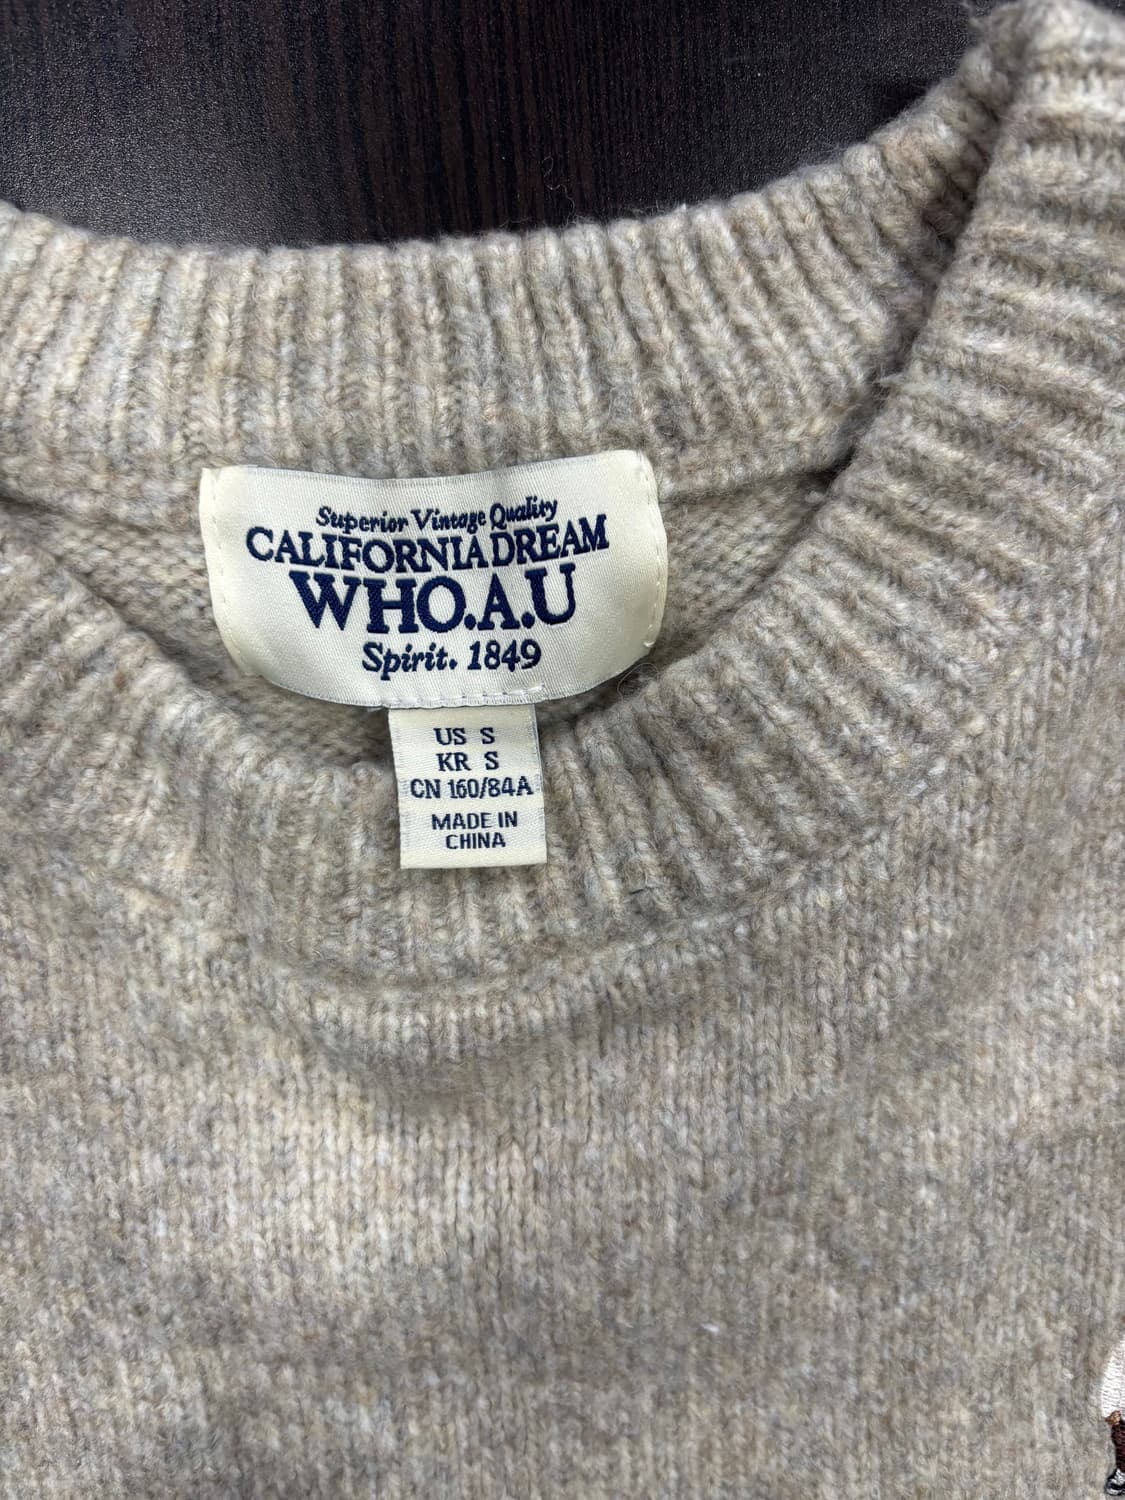 Superior Vintage Quality
CALIFORNIA DREAM
WHO.A.U
Spirit. 1849
US S
KR S
CN 160/84A
MADE IN
CHINA